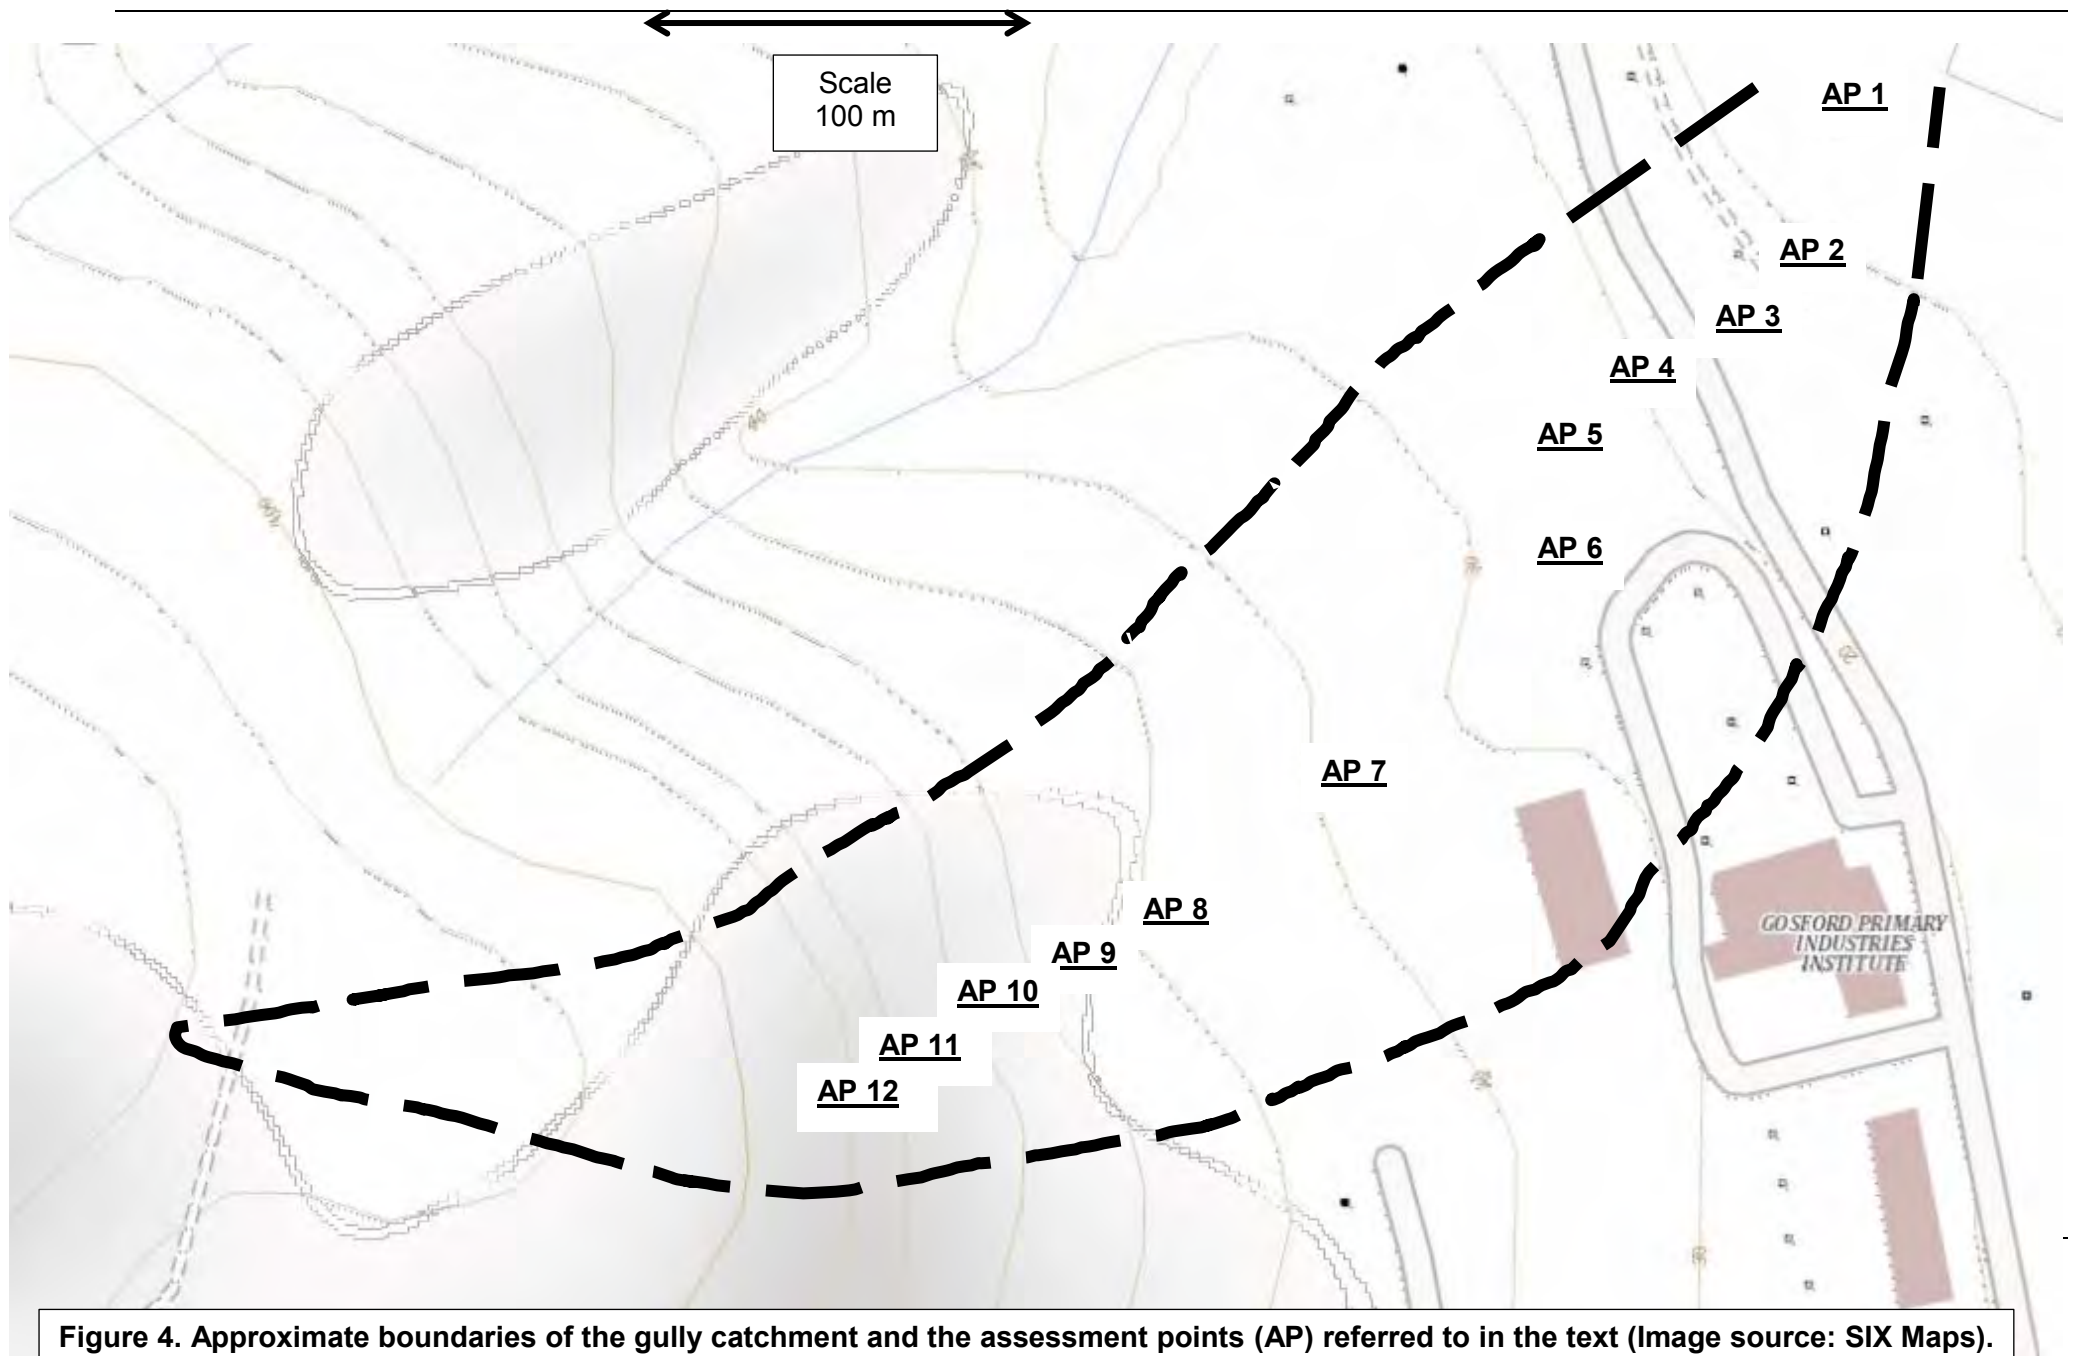 Scale
100 m
AP 1
AP 2
AP 3
AP 4
AP 5
AP 6
AP 7
AP 8
AP 9
AP 10
AP 11
AP 12
20
GOSFORD PRIMARY
INDUSTRIES
INSTITUTE
Figure 4. Approximate boundaries of the gully catchment and the assessment points (AP) referred to in the text (Image source: SIX Maps).